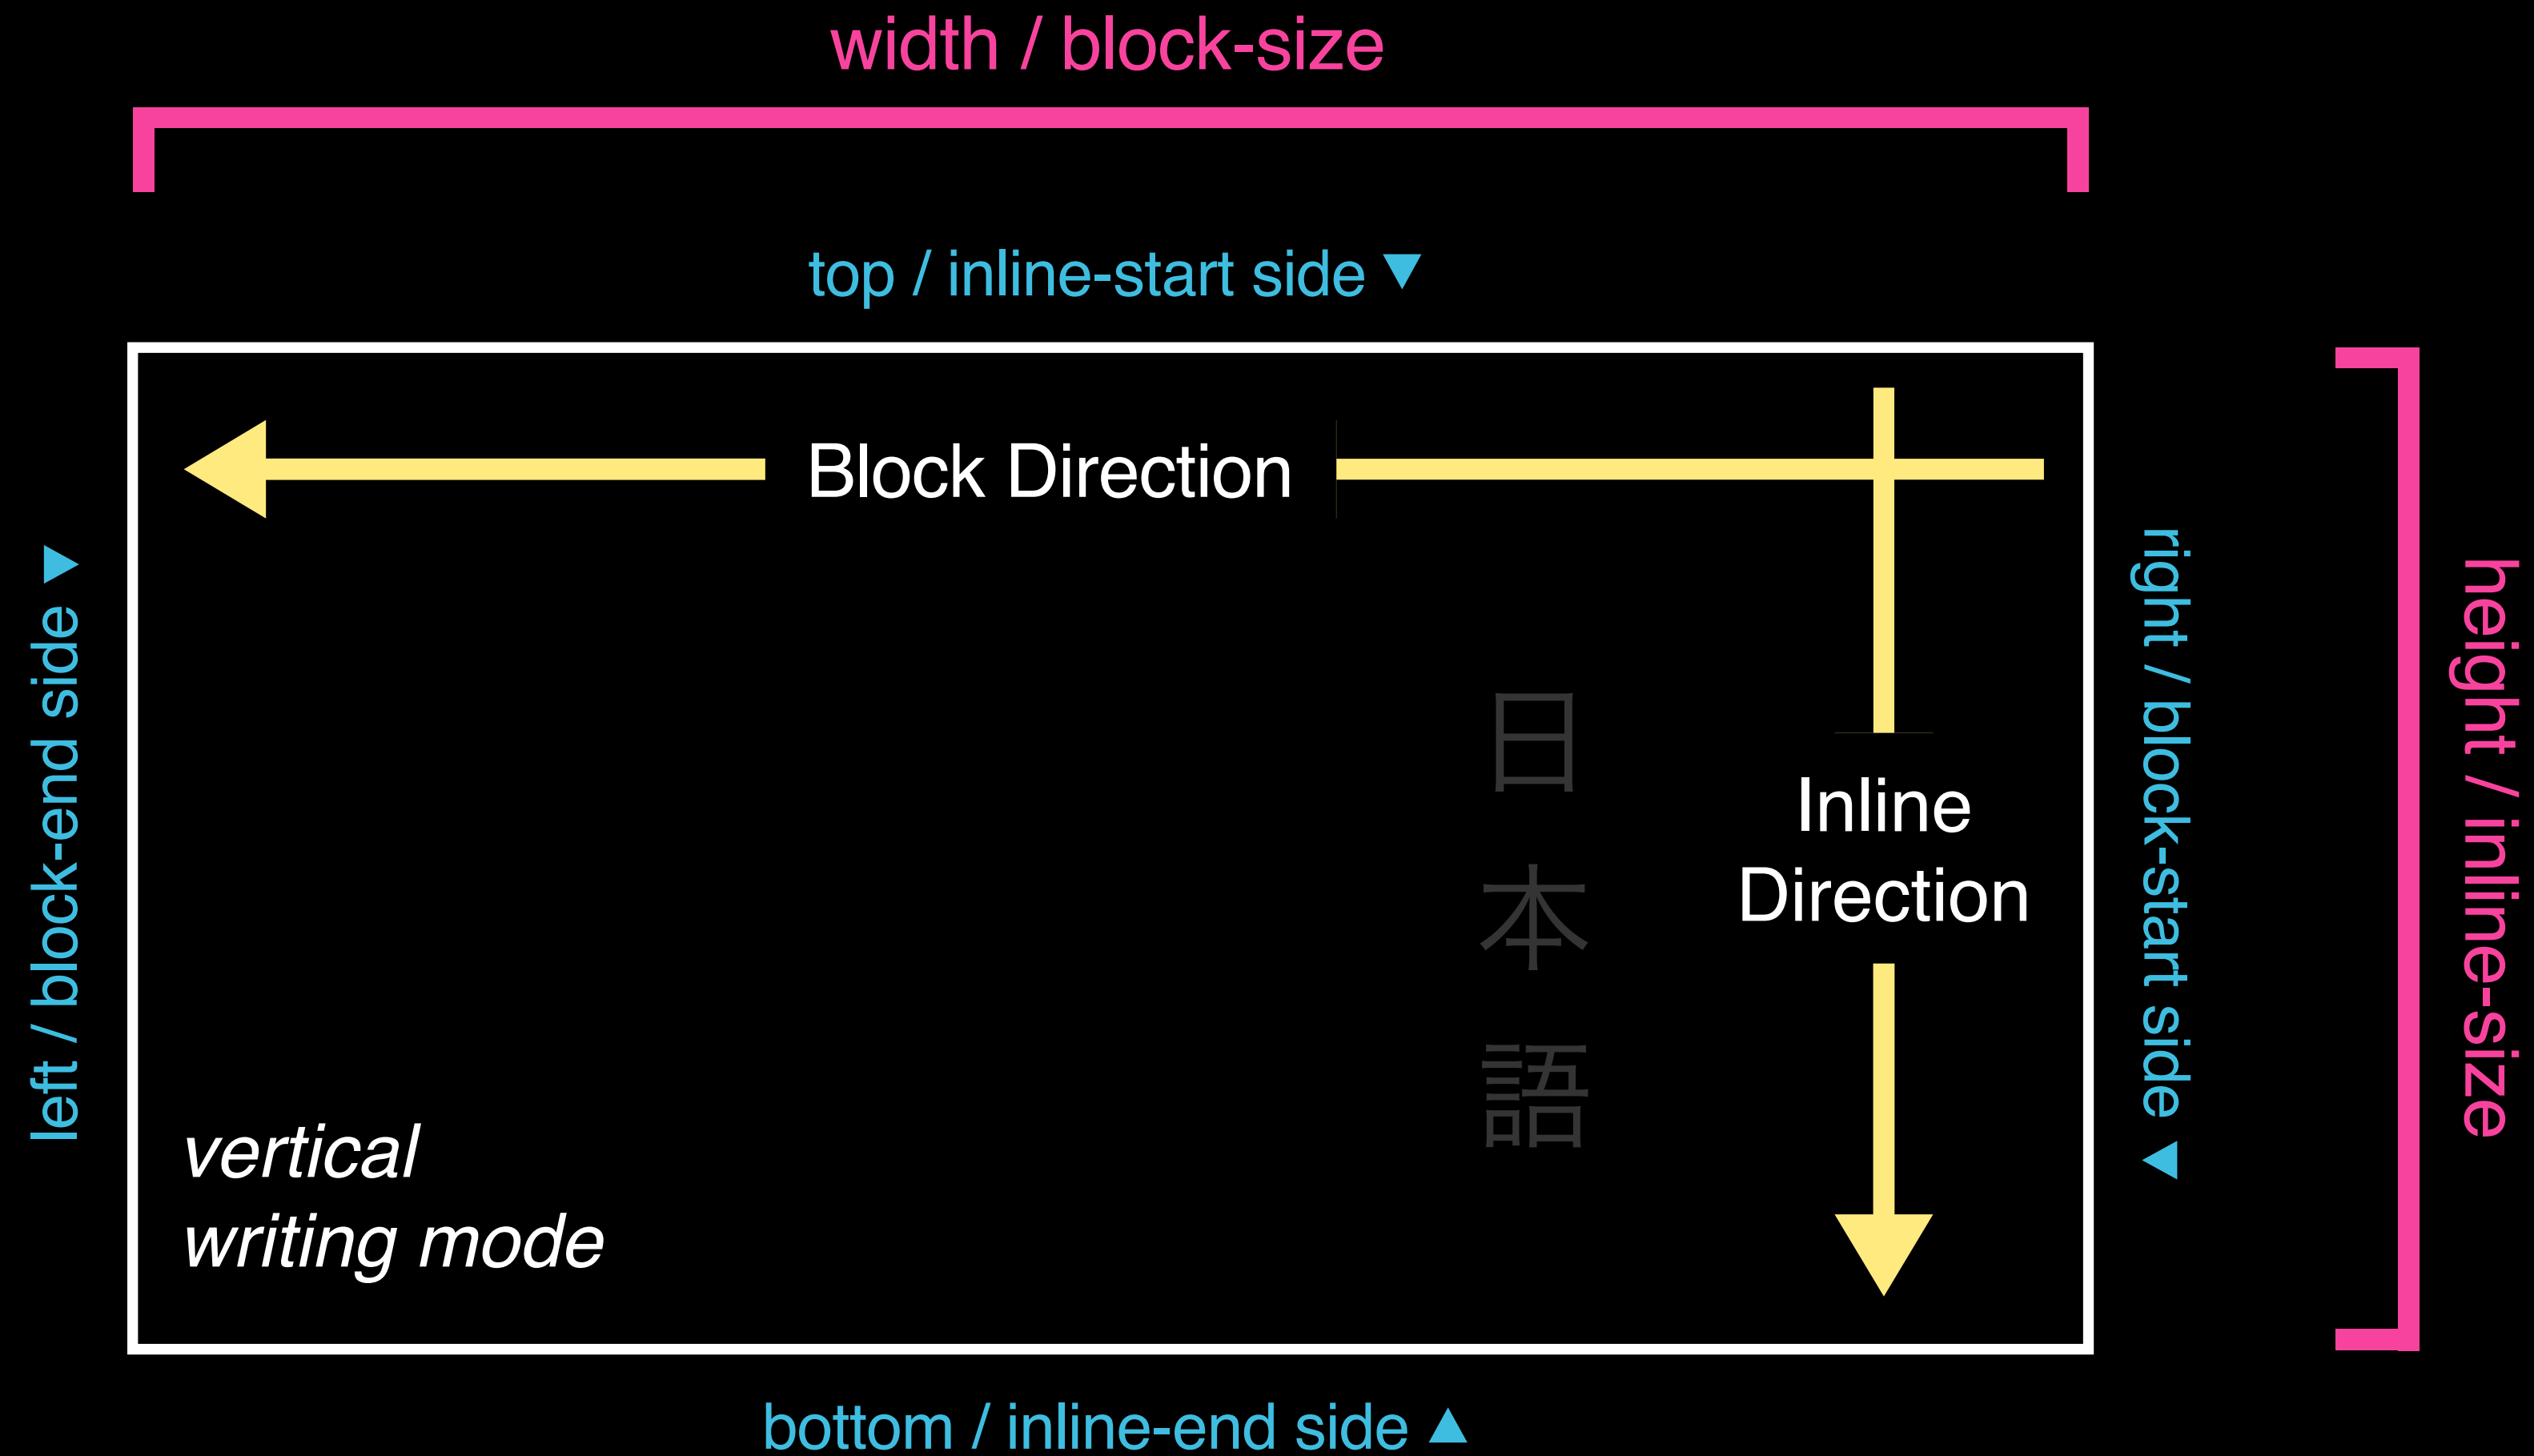 width / block-size
top / inline-start side ▼
Block Direction
left / block-end side ▼
日本語
Inline
Direction
right / block-start side ▼
height / inline-size
vertical
writing mode
bottom / inline-end side ▲